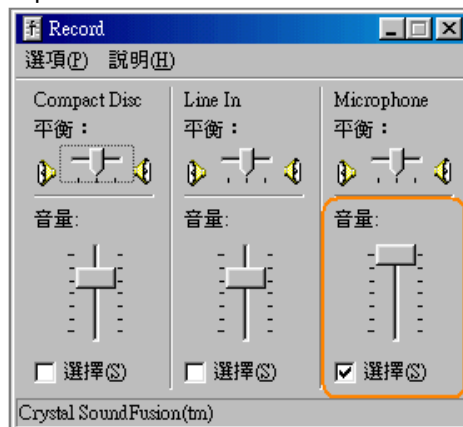 Record
選項(P) 說明(H)
Compact Disc Line In Microphone
平衡： 平衡： 平衡：
音量: 音量: 音量:
選擇(S) 選擇(S) 選擇(S)
Crystal SoundFusion(tm)